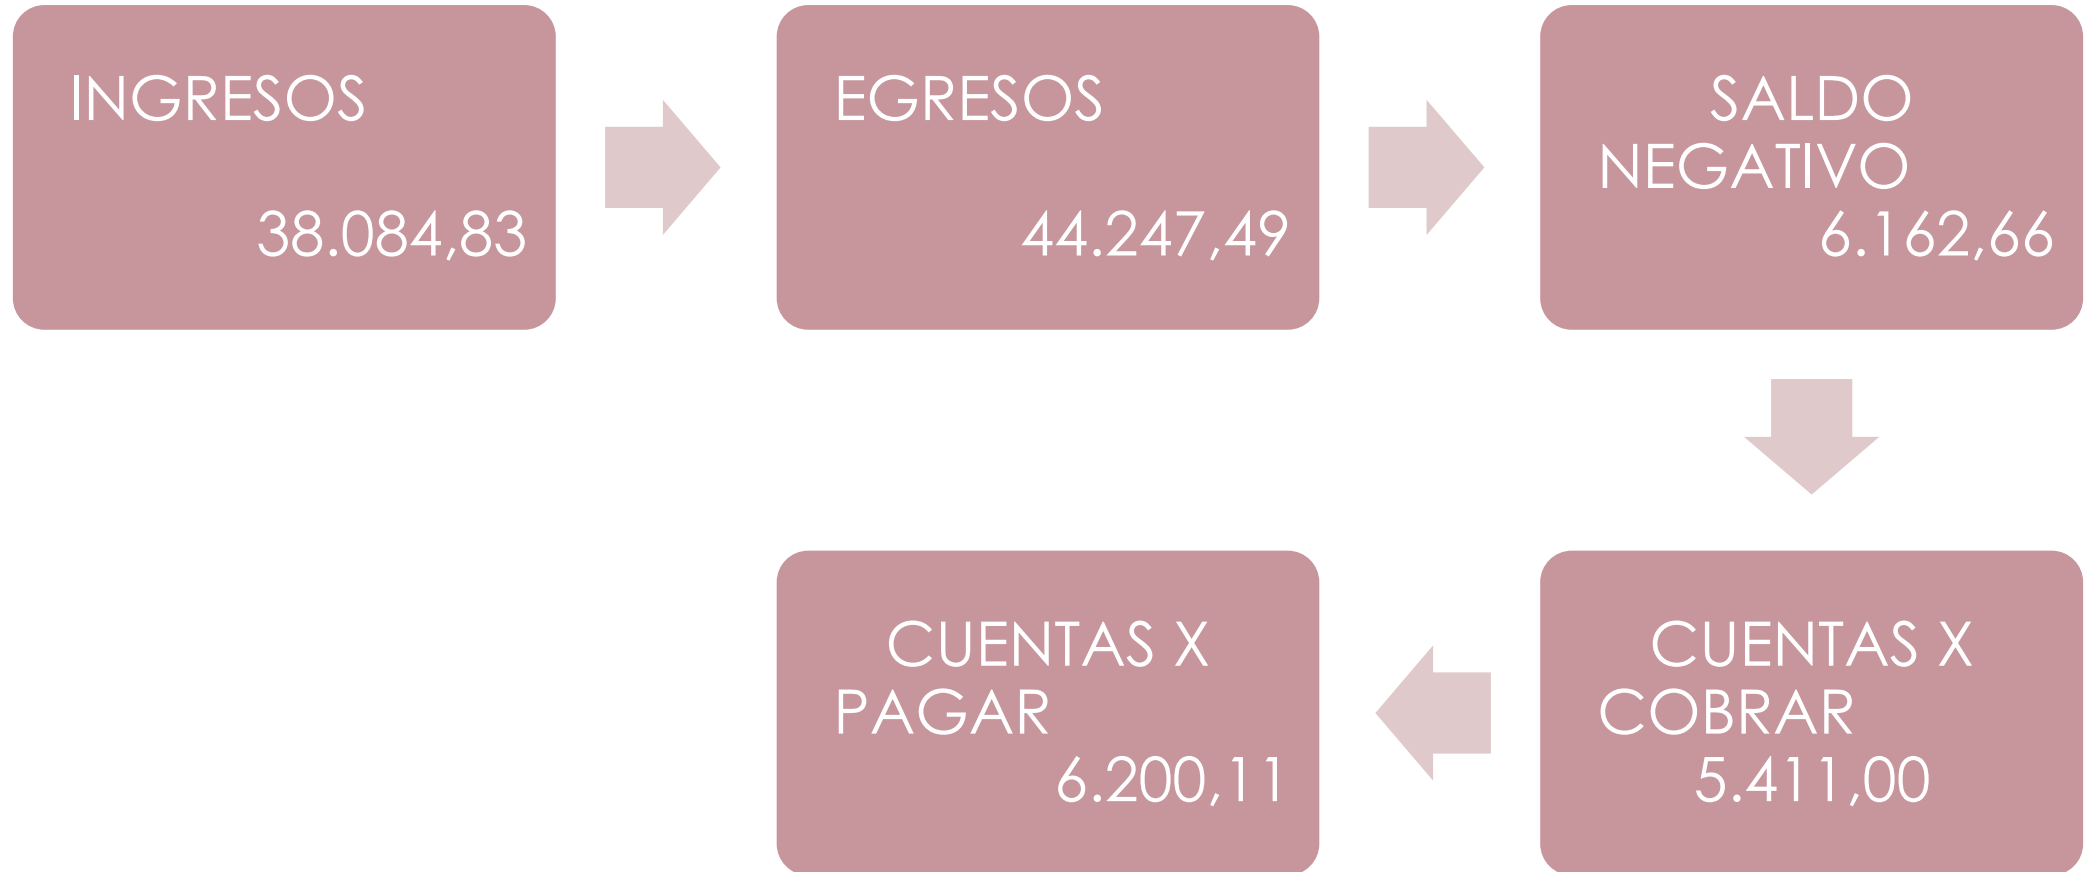 INGRESOS
38.084,83
EGRESOS
44.247,49
SALDO
NEGATIVO
6.162,66
CUENTAS X
COBRAR
5.411,00
CUENTAS X
PAGAR
6.200,11